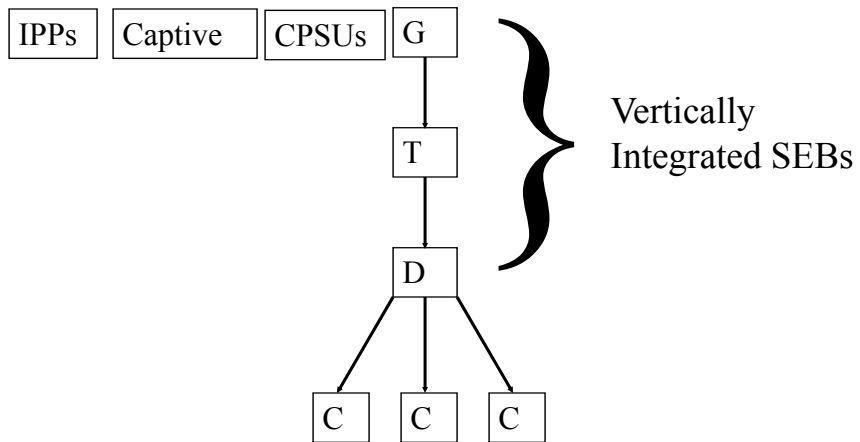 IPPs
Captive
CPSUs
G
T
Vertically
Integrated SEBs
D
C
C
C